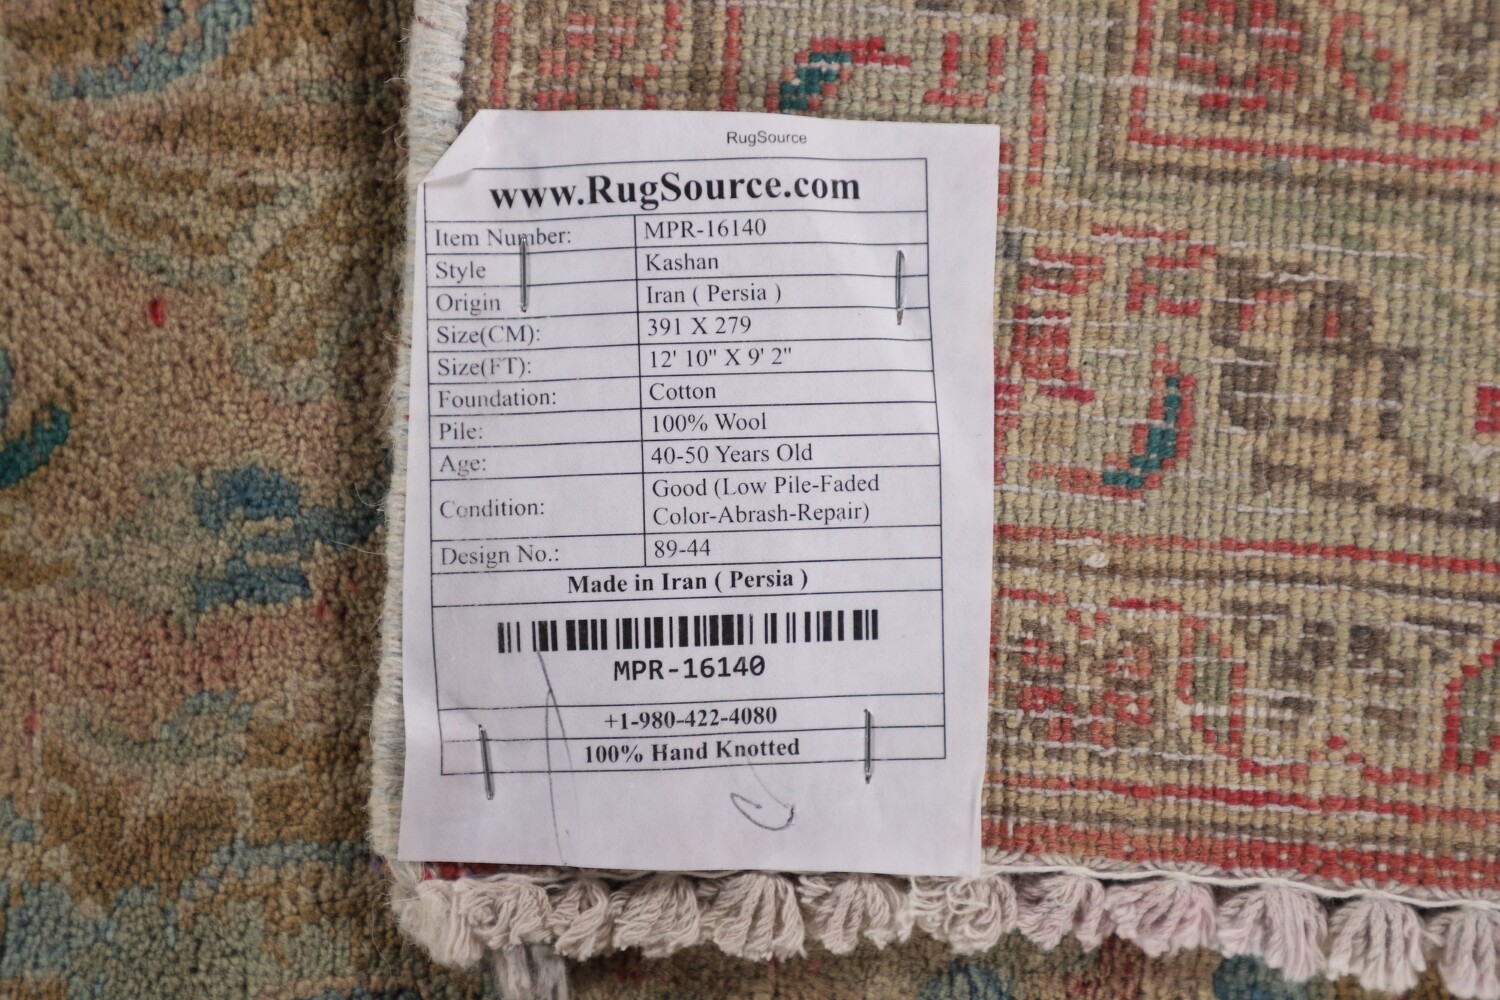 RugSource
www.RugSource.com
Item Number: MPR-16140
Style Kashan
Origin Iran ( Persia )
Size(CM): 391 X 279
Size(FT): 12' 10" X 9' 2"
Foundation: Cotton
Pile: 100% Wool
Age: 40-50 Years Old
Condition: Good (Low Pile-Faded
Color-Abrash-Repair)
Design No.: 89-44
Made in Iran ( Persia )
MPR-16140
+1-980-422-4080
100% Hand Knotted